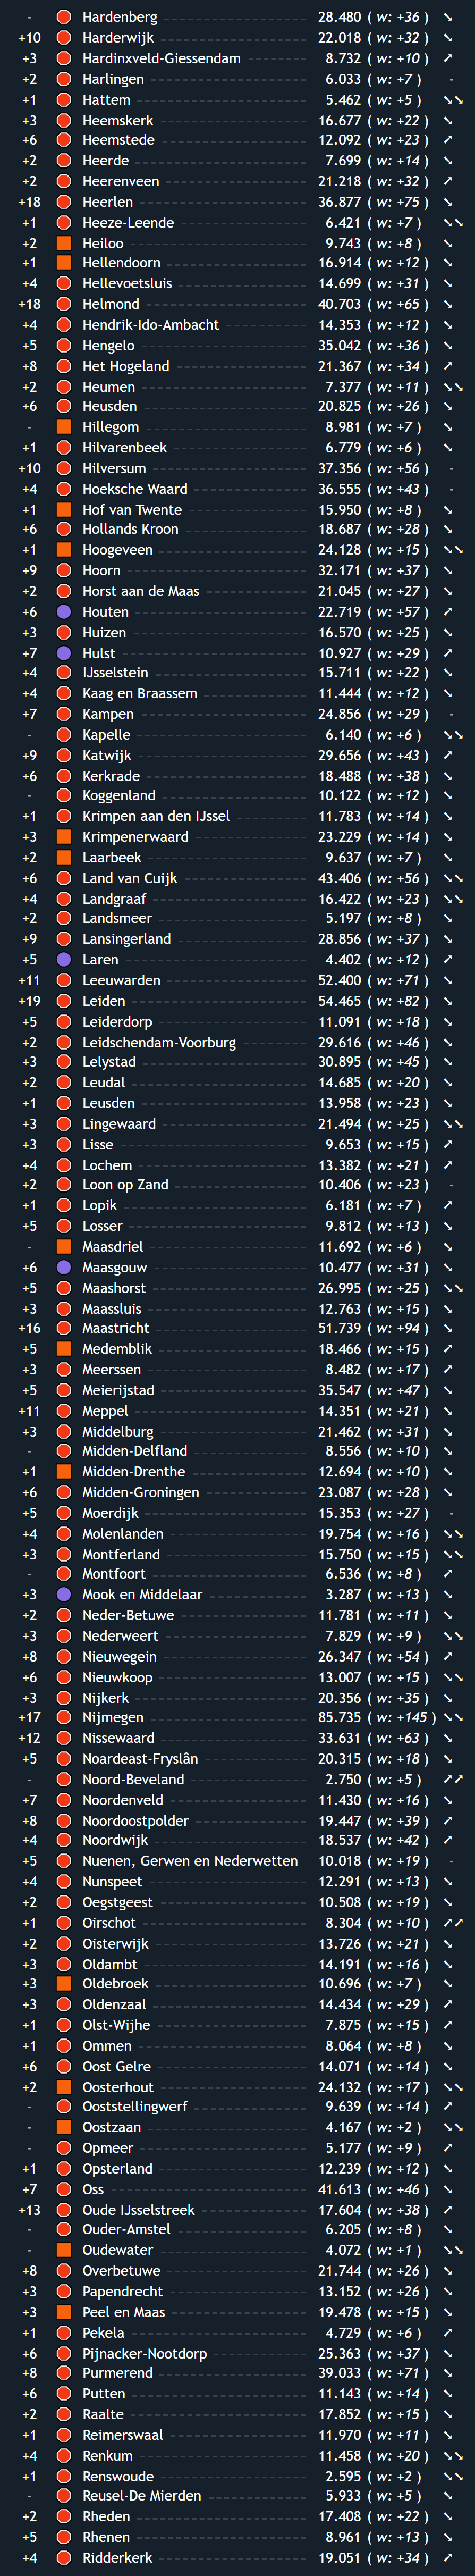 - Hardenberg 28.480 ( w: +36 ) ↘
+10 Harderwijk 22.018 ( w: +32 ) ↘
+3 Hardinxveld-Giessendam 8.732 ( w: +10 ) ↗
+2 Harlingen 6.033 ( w: +7 ) -
+1 Hattem 5.462 ( w: +5 ) ↘↘
+3 Heemskerk 16.677 ( w: +22 ) ↘
+6 Heemstede 12.092 ( w: +23 ) ↗
+2 Heerde 7.699 ( w: +14 ) ↘
+2 Heerenveen 21.218 ( w: +32 ) ↗
+18 Heerlen 36.877 ( w: +75 ) ↘
+1 Heeze-Leende 6.421 ( w: +7 ) ↘↘
+2 Heiloo 9.743 ( w: +8 ) ↘
+1 Hellendoorn 16.914 ( w: +12 ) ↘
+4 Hellevoetsluis 14.699 ( w: +31 ) ↘
+18 Helmond 40.703 ( w: +65 ) ↘
+4 Hendrik-Ido-Ambacht 14.353 ( w: +12 ) ↘
+5 Hengelo 35.042 ( w: +36 ) ↘
+8 Het Hogeland 21.367 ( w: +34 ) ↗
+2 Heumen 7.377 ( w: +11 ) ↘↘
+6 Heusden 20.825 ( w: +26 ) ↘
- Hillegom 8.981 ( w: +7 ) ↘
+1 Hilvarenbeek 6.779 ( w: +6 ) ↘
+10 Hilversum 37.356 ( w: +56 ) -
+4 Hoeksche Waard 36.555 ( w: +43 ) -
+1 Hof van Twente 15.950 ( w: +8 ) ↘
+6 Hollands Kroon 18.687 ( w: +28 ) ↘
+1 Hoogeveen 24.128 ( w: +15 ) ↘↘
+9 Hoorn 32.171 ( w: +37 ) ↘
+2 Horst aan de Maas 21.045 ( w: +27 ) ↘
+6 Houten 22.719 ( w: +57 ) ↗
+3 Huizen 16.570 ( w: +25 ) ↘
+7 Hulst 10.927 ( w: +29 ) ↗
+4 IJsselstein 15.711 ( w: +22 ) ↘
+4 Kaag en Braassem 11.444 ( w: +12 ) ↘
+7 Kampen 24.856 ( w: +29 ) -
- Kapelle 6.140 ( w: +6 ) ↘↘
+9 Katwijk 29.656 ( w: +43 ) ↗
+6 Kerkrade 18.488 ( w: +38 ) ↘
- Koggenland 10.122 ( w: +12 ) ↘
+1 Krimpen aan den IJssel 11.783 ( w: +14 ) ↘
+3 Krimpenerwaard 23.229 ( w: +14 ) ↘
+2 Laarbeek 9.637 ( w: +7 ) ↘
+6 Land van Cuijk 43.406 ( w: +56 ) ↘↘
+4 Landgraaf 16.422 ( w: +23 ) ↘↘
+2 Landsmeer 5.197 ( w: +8 ) ↘
+9 Lansingerland 28.856 ( w: +37 ) ↘
+5 Laren 4.402 ( w: +12 ) ↗
+11 Leeuwarden 52.400 ( w: +71 ) ↘
+19 Leiden 54.465 ( w: +82 ) ↘
+5 Leiderdorp 11.091 ( w: +18 ) ↘
+2 Leidschendam-Voorburg 29.616 ( w: +46 ) ↘
+3 Lelystad 30.895 ( w: +45 ) ↘
+2 Leudal 14.685 ( w: +20 ) ↘
+1 Leusden 13.958 ( w: +23 ) ↘
+3 Lingewaard 21.494 ( w: +25 ) ↘↘
+3 Lisse 9.653 ( w: +15 ) ↗
+4 Lochem 13.382 ( w: +21 ) ↗
+2 Loon op Zand 10.406 ( w: +23 ) -
+1 Lopik 6.181 ( w: +7 ) ↗
+5 Losser 9.812 ( w: +13 ) ↘
- Maasdriel 11.692 ( w: +6 ) ↘
+6 Maasgouw 10.477 ( w: +31 ) ↘
+5 Maashorst 26.995 ( w: +25 ) ↘↘
+3 Maassluis 12.763 ( w: +15 ) ↘
+16 Maastricht 51.739 ( w: +94 ) ↘
+5 Medemblik 18.466 ( w: +15 ) ↗
+3 Meerssen 8.482 ( w: +17 ) ↗
+5 Meierijstad 35.547 ( w: +47 ) ↘
+11 Meppel 14.351 ( w: +21 ) ↘
+3 Middelburg 21.462 ( w: +31 ) ↘
- Midden-Delfland 8.556 ( w: +10 ) ↘
+1 Midden-Drenthe 12.694 ( w: +10 ) ↘
+6 Midden-Groningen 23.087 ( w: +28 ) ↘
+5 Moerdijk 15.353 ( w: +27 ) -
+4 Molenlanden 19.754 ( w: +16 ) ↘↘
+3 Montferland 15.750 ( w: +15 ) ↘↘
- Montfoort 6.536 ( w: +8 ) ↗
+3 Mook en Middelaar 3.287 ( w: +13 ) ↘
+2 Neder-Betuwe 11.781 ( w: +11 ) ↘
+3 Nederweert 7.829 ( w: +9 ) ↘↘
+8 Nieuwegein 26.347 ( w: +54 ) ↗
+6 Nieuwkoop 13.007 ( w: +15 ) ↘↘
+3 Nijkerk 20.356 ( w: +35 ) ↘
+17 Nijmegen 85.735 ( w: +145 ) ↘↘
+12 Nissewaard 33.631 ( w: +63 ) ↘
+5 Noardeast-Fryslân 20.315 ( w: +18 ) ↘
- Noord-Beveland 2.750 ( w: +5 ) ↗↗
+7 Noordenveld 11.430 ( w: +16 ) ↘
+8 Noordoostpolder 19.447 ( w: +39 ) ↗
+4 Noordwijk 18.537 ( w: +42 ) ↗
+5 Nuenen, Gerwen en Nederwetten 10.018 ( w: +19 ) -
+4 Nunspeet 12.291 ( w: +13 ) ↘
+2 Oegstgeest 10.508 ( w: +19 ) ↘
+1 Oirschot 8.304 ( w: +10 ) ↗↗
+2 Oisterwijk 13.726 ( w: +21 ) ↘
+3 Oldambt 14.191 ( w: +16 ) ↘
+3 Oldebroek 10.696 ( w: +7 ) ↘
+3 Oldenzaal 14.434 ( w: +29 ) ↗
+1 Olst-Wijhe 7.875 ( w: +15 ) ↗
+1 Ommen 8.064 ( w: +8 ) ↘
+6 Oost Gelre 14.071 ( w: +14 ) ↘
+2 Oosterhout 24.132 ( w: +17 ) ↘↘
- Ooststellingwerf 9.639 ( w: +14 ) ↗
- Oostzaan 4.167 ( w: +2 ) ↘↘
- Opmeer 5.177 ( w: +9 ) ↗
+1 Opsterland 12.239 ( w: +12 ) ↘
+7 Oss 41.613 ( w: +46 ) ↘
+13 Oude IJsselstreek 17.604 ( w: +38 ) ↗
- Ouder-Amstel 6.205 ( w: +8 ) ↘
- Oudewater 4.072 ( w: +1 ) ↘↘
+8 Overbetuwe 21.744 ( w: +26 ) ↘
+3 Papendrecht 13.152 ( w: +26 ) ↘
+3 Peel en Maas 19.478 ( w: +15 ) ↘
+1 Pekela 4.729 ( w: +6 ) ↗
+6 Pijnacker-Nootdorp 25.363 ( w: +37 ) ↘
+8 Purmerend 39.033 ( w: +71 ) ↘
+6 Putten 11.143 ( w: +14 ) ↘
+2 Raalte 17.852 ( w: +15 ) ↘
+1 Reimerswaal 11.970 ( w: +11 ) ↘
+4 Renkum 11.458 ( w: +20 ) ↘↘
+1 Renswoude 2.595 ( w: +2 ) ↘↘
- Reusel-De Mierden 5.933 ( w: +5 ) ↘
+2 Rheden 17.408 ( w: +22 ) ↘
+5 Rhenen 8.961 ( w: +13 ) ↘
+4 Ridderkerk 19.051 ( w: +34 ) ↗